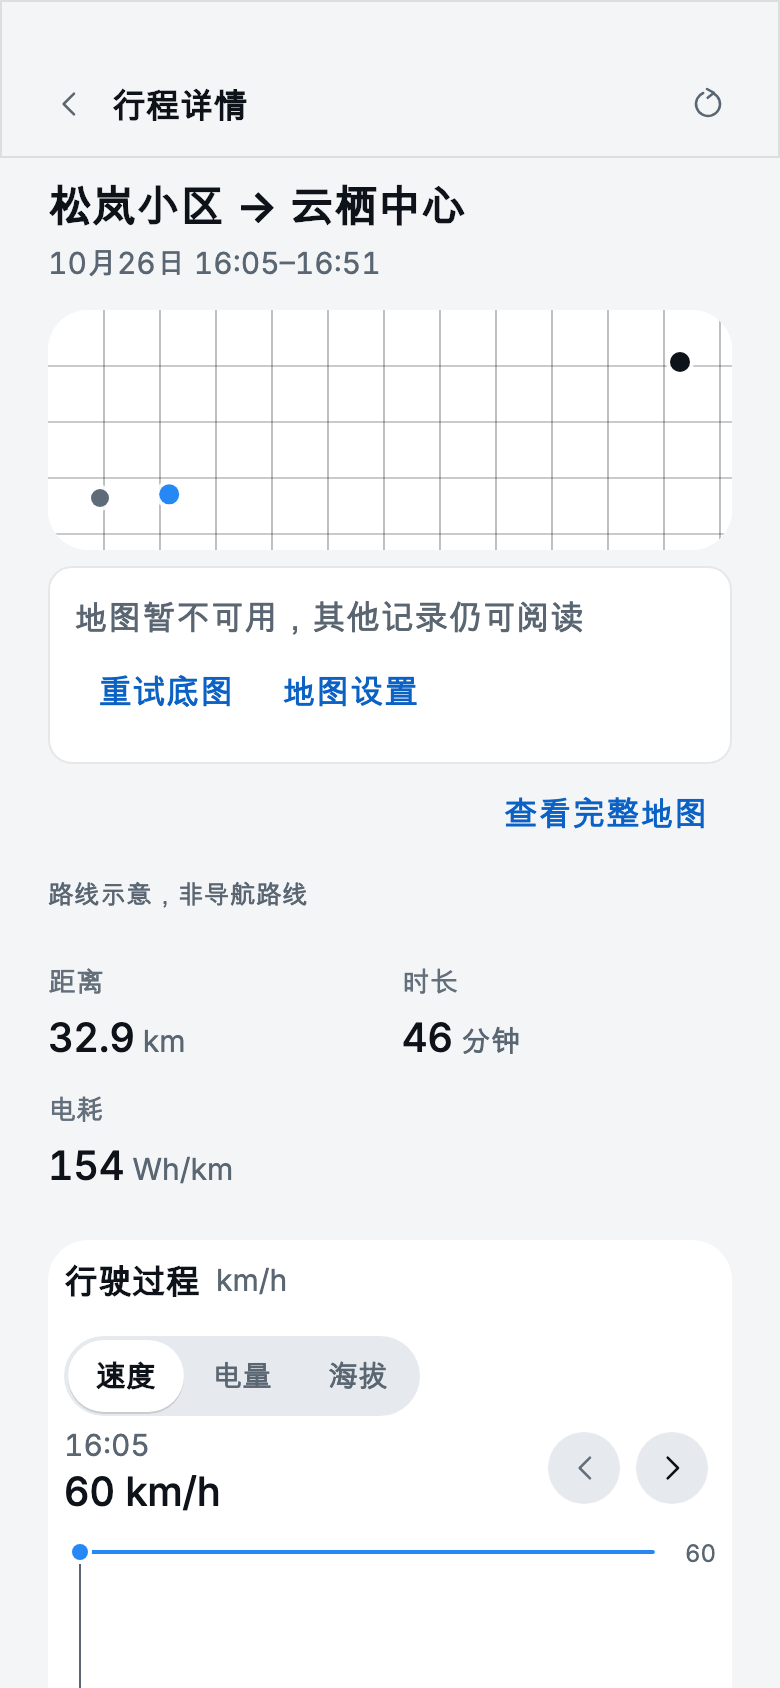 行程详情
松岚小区 → 云栖中心
10月26日 16:05–16:51
地图暂不可用，其他记录仍可阅读
重试底图 地图设置
查看完整地图
路线示意，非导航路线
距离 时长
32.9 km 46 分钟
电耗
154 Wh/km
行驶过程 km/h
速度 电量 海拔
16:05
60 km/h
60